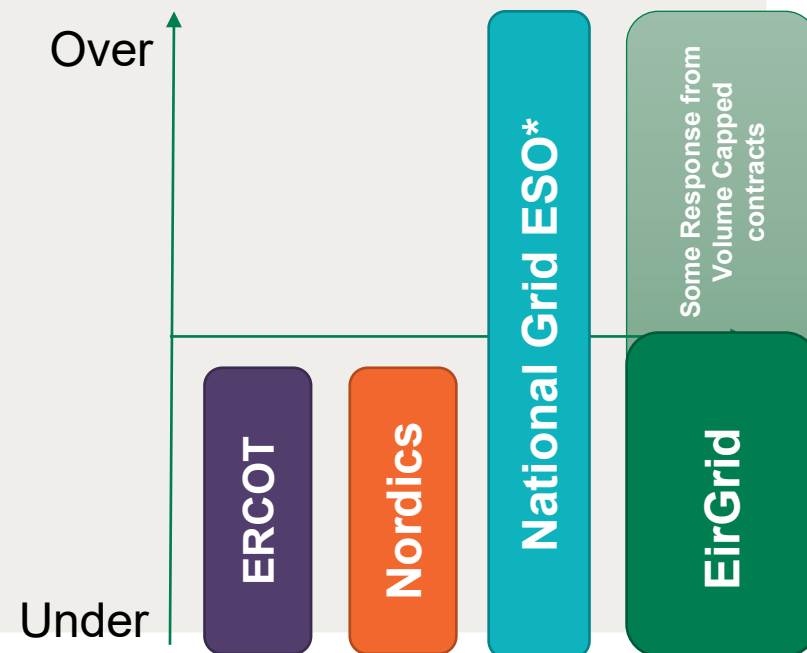 Over
Under
ERCOT
Nordics
National Grid ESO*
Some Response from
Volume Capped
contracts
EirGrid